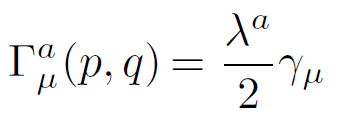 Γ^a_μ(p, q) = λ^a/2 γ_μ